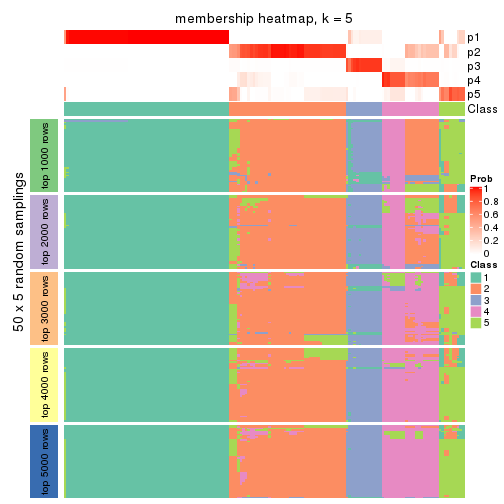 membership heatmap, k = 5
p1
p2
p3
p4
p5
Class
50 x 5 random samplings
top 1000 rows
top 2000 rows
top 3000 rows
top 4000 rows
top 5000 rows
Prob
1
0.8
0.6
0.4
0.2
0
Class
1
2
3
4
5